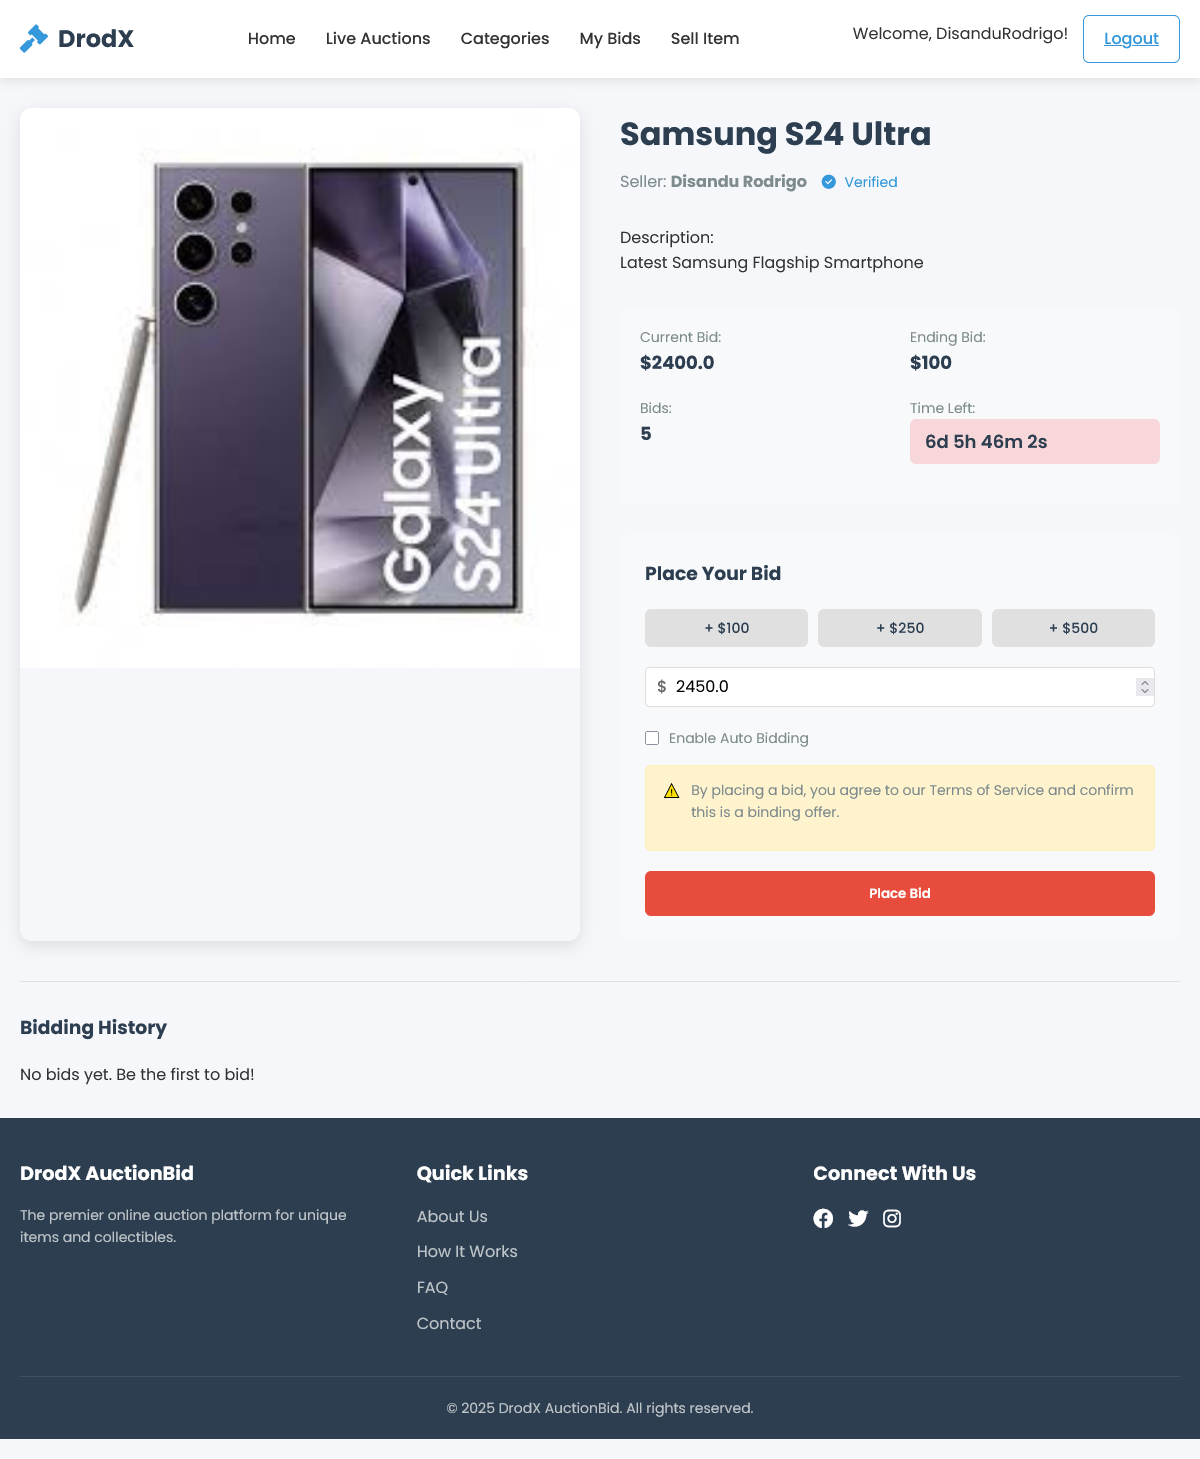 DrodX
Home
Live Auctions
Categories
My Bids
Sell Item
Welcome, DisanduRodrigo!
Logout
Galaxy
S24 Ultra
Samsung S24 Ultra
Seller: Disandu Rodrigo
Verified
Description:
Latest Samsung Flagship Smartphone
Current Bid:
$2400.0
Ending Bid:
$100
Bids:
5
Time Left:
6d 5h 46m 2s
Place Your Bid
+ $100
+ $250
+ $500
$ 2450.0
Enable Auto Bidding
By placing a bid, you agree to our Terms of Service and confirm
this is a binding offer.
Place Bid
Bidding History
No bids yet. Be the first to bid!
DrodX AuctionBid
The premier online auction platform for unique
items and collectibles.
Quick Links
About Us
How It Works
FAQ
Contact
Connect With Us
© 2025 DrodX AuctionBid. All rights reserved.